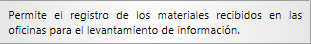 Permite el registro de los materiales recibidos en las
oficinas para el levantamiento de información.